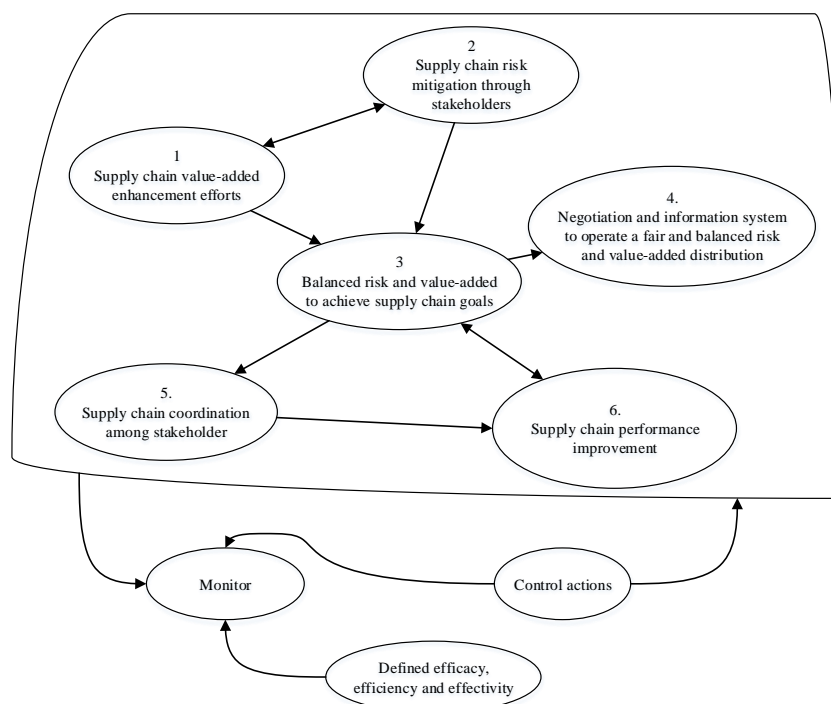 2
Supply chain risk
mitigation through
stakeholders
1
Supply chain value-added
enhancement efforts
4.
Negotiation and information system
to operate a fair and balanced risk
and value-added distribution
3
Balanced risk and value-added
to achieve supply chain goals
5.
Supply chain coordination
among stakeholder
6.
Supply chain performance
improvement
Monitor
Control actions
Defined efficacy,
efficiency and effectivity